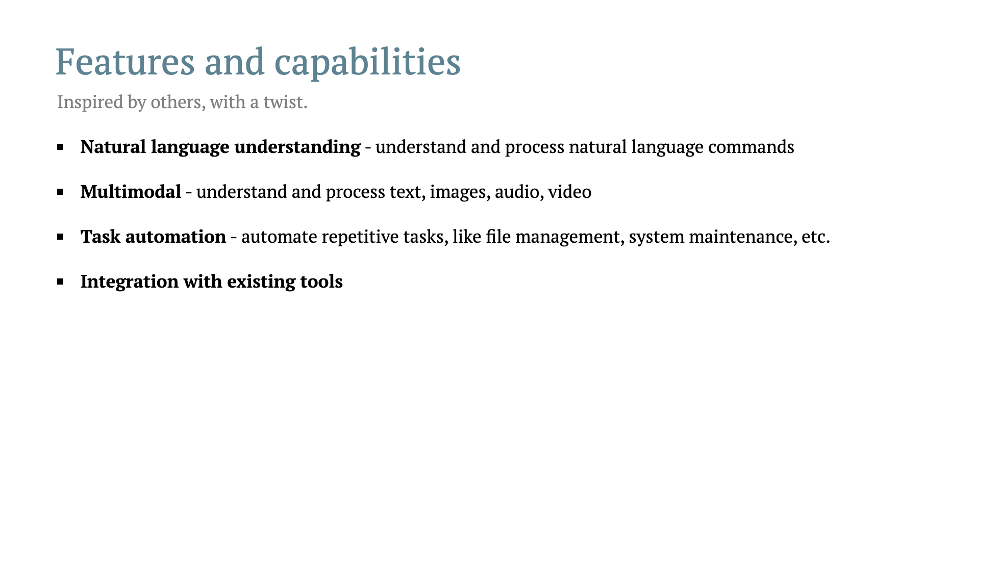 Features and capabilities
Inspired by others, with a twist.
▪ Natural language understanding - understand and process natural language commands
▪ Multimodal - understand and process text, images, audio, video
▪ Task automation - automate repetitive tasks, like file management, system maintenance, etc.
▪ Integration with existing tools